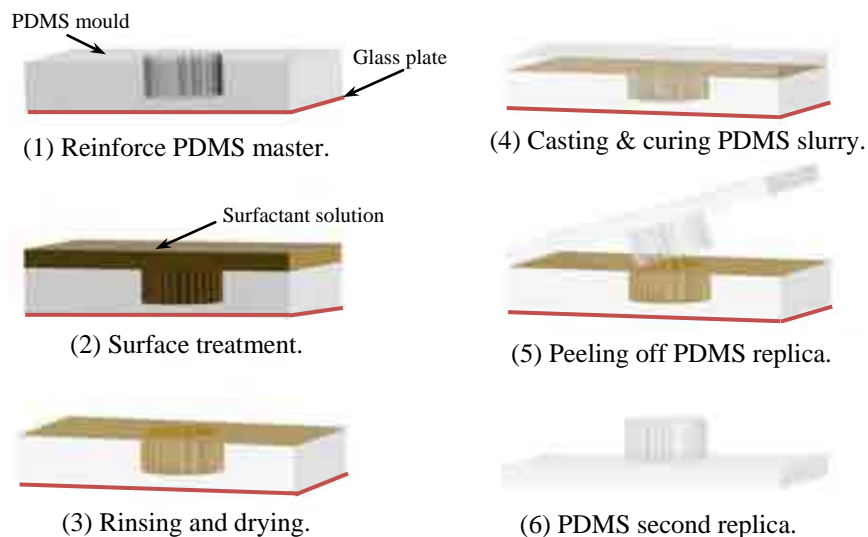 PDMS mould
Glass plate
(1) Reinforce PDMS master.
Surfactant solution
(2) Surface treatment.
(3) Rinsing and drying.
(4) Casting & curing PDMS slurry.
(5) Peeling off PDMS replica.
(6) PDMS second replica.